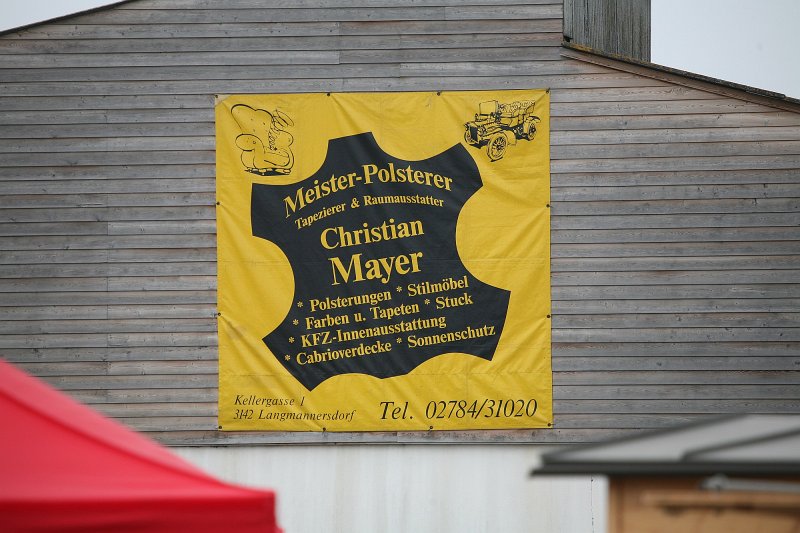 Meister-Polsterer
Tapezierer & Raumausstatter
Christian
Mayer
* Polsterungen * Stilmöbel
* Farben u. Tapeten * Stuck
* KFZ-Innenausstattung
* Cabrioverdecke * Sonnenschutz
Kellergasse 1
3142 Langmannersdorf
Tel. 02784/31020